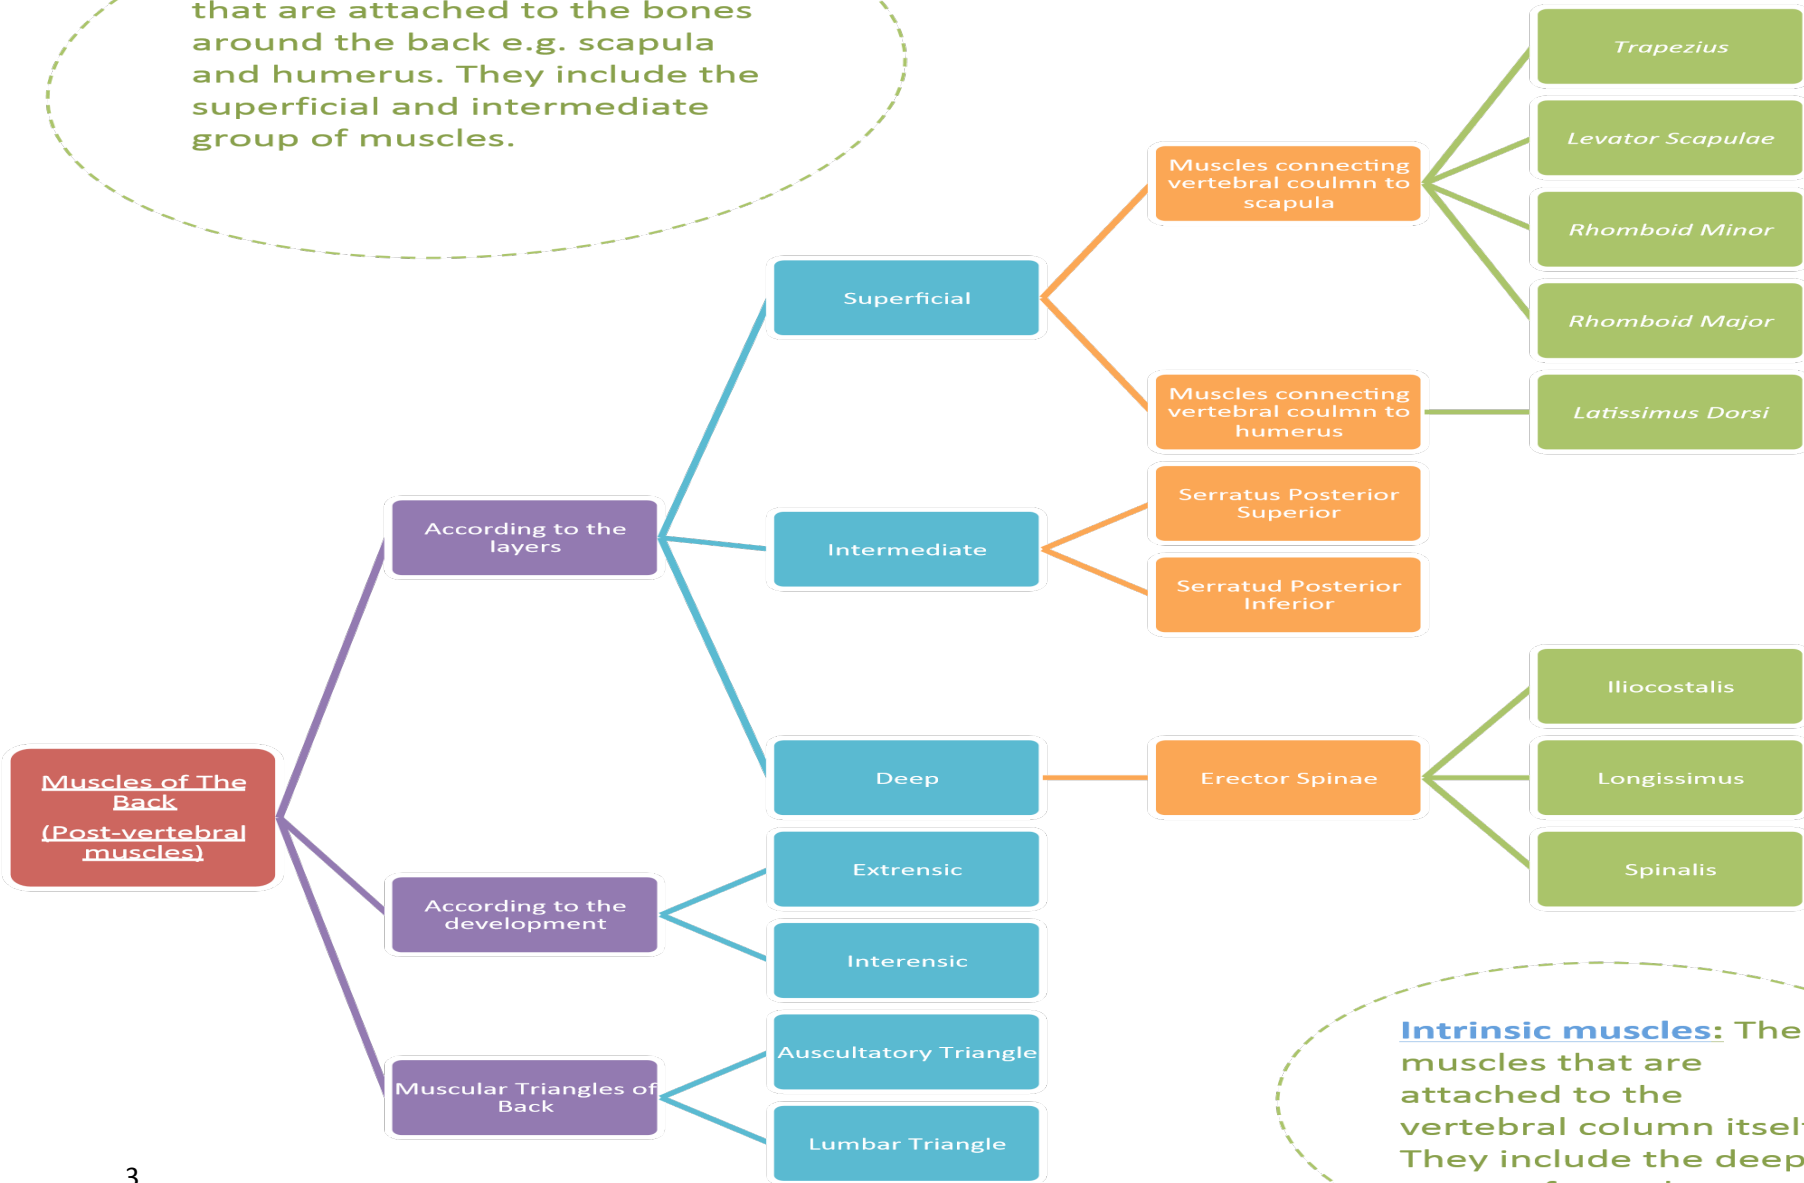 that are attached to the bones
around the back e.g. scapula
and humerus. They include the
superficial and intermediate
group of muscles.
Trapezius
Levator Scapulae
Muscles connecting
vertebral coulmn to
scapula
Rhomboid Minor
Rhomboid Major
Superficial
Muscles connecting
vertebral coulmn to
humerus
Latissimus Dorsi
According to the
layers
Serratus Posterior
Superior
Intermediate
Serratud Posterior
Inferior
Iliocostalis
Muscles of The
Back
(Post-vertebral
muscles)
Deep
Erector Spinae
Longissimus
Extrensic
Spinalis
According to the
development
Interensic
Auscultatory Triangle
Muscular Triangles of
Back
Lumbar Triangle
Intrinsic muscles: The
muscles that are
attached to the
vertebral column itself
They include the deep
3